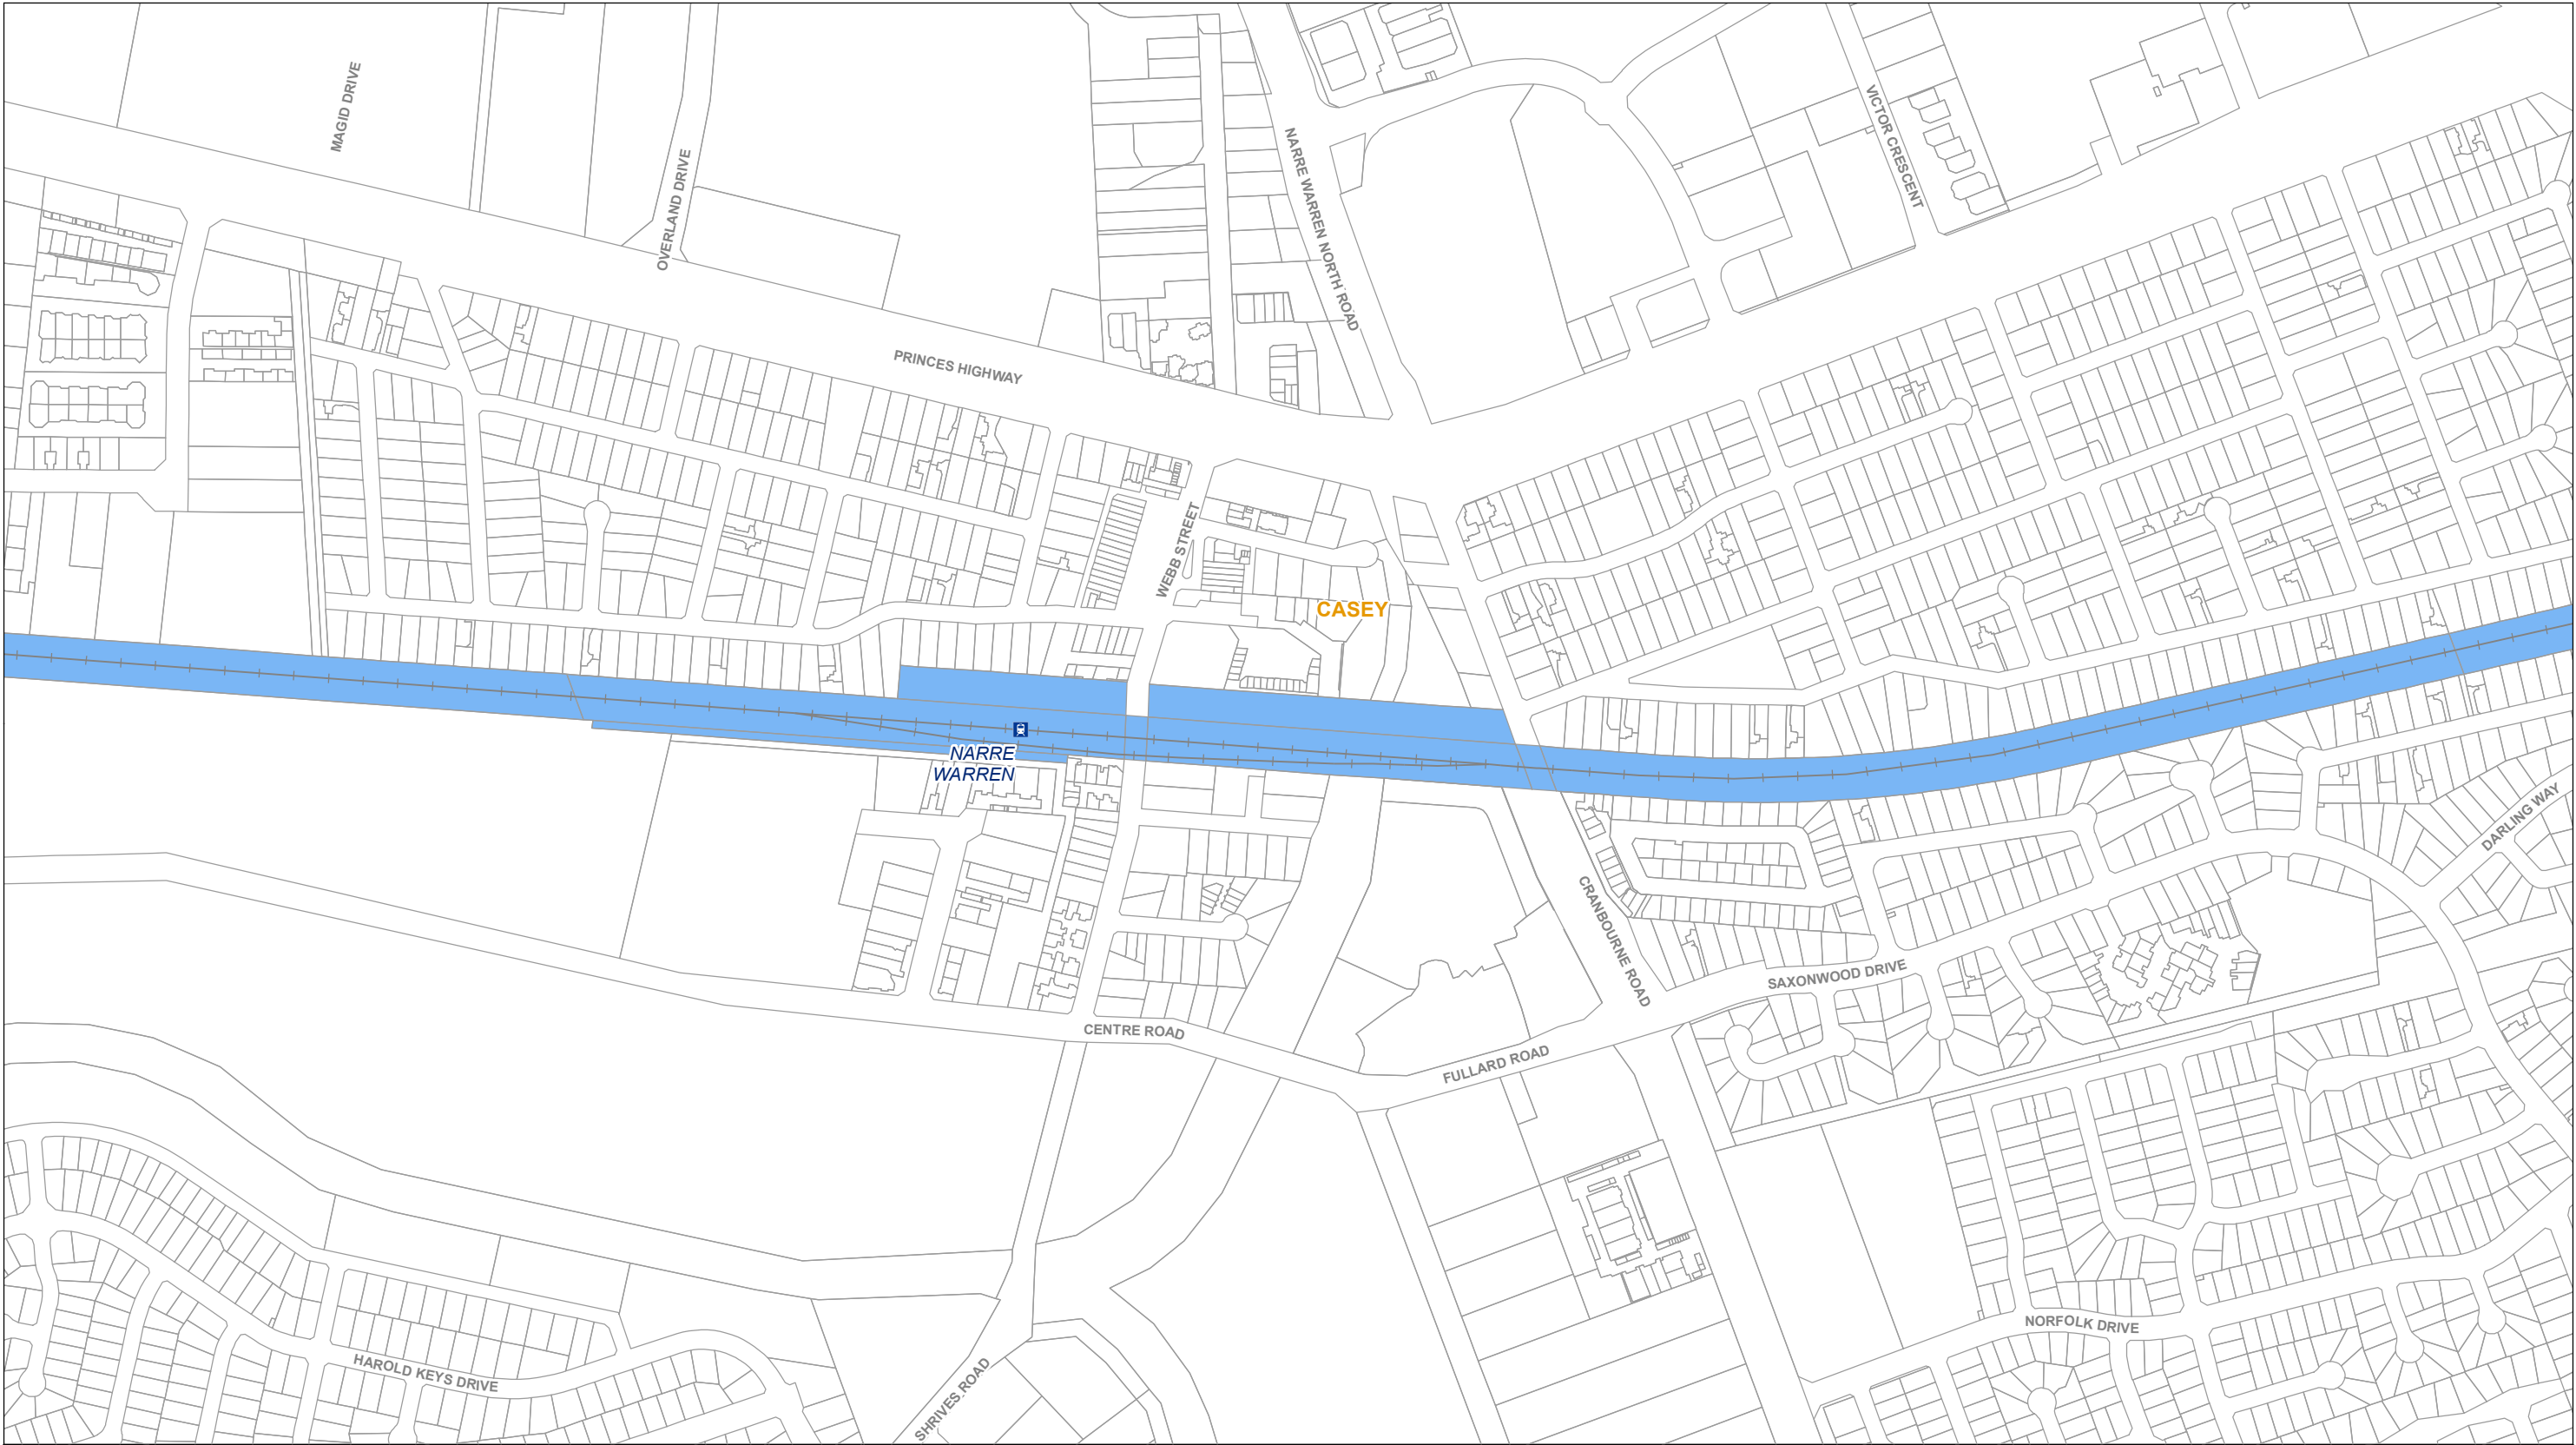 MAGID DRIVE
OVERLAND DRIVE
NARRE WARREN NORTH ROAD
VICTOR CRESCENT
PRINCES HIGHWAY
WEBB STREET
CASEY
NARRE
WARREN
DARLING WAY
CRANBOURNE ROAD
SAXONWOOD DRIVE
CENTRE ROAD
FULLARD ROAD
NORFOLK DRIVE
HAROLD KEYS DRIVE
SHRIVES ROAD